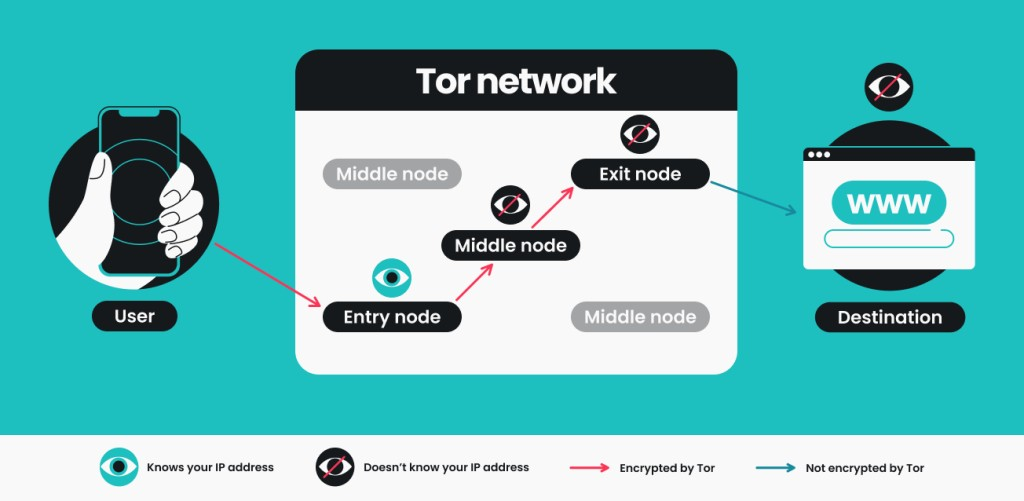 Tor network
Middle node
Exit node
Middle node
Entry node
Middle node
User
www
Destination
Knows your IP address
Doesn't know your IP address
Encrypted by Tor
Not encrypted by Tor